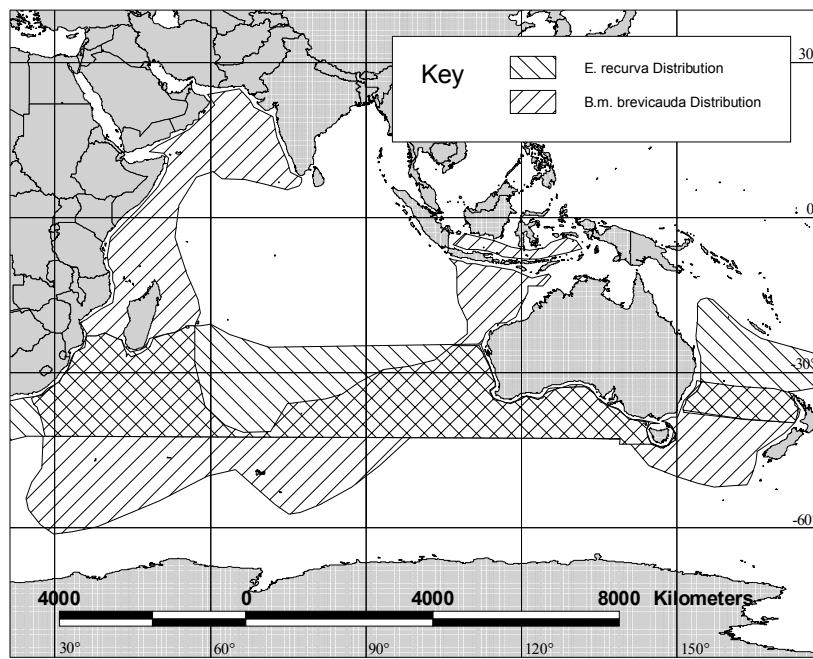 Key
E. recurva Distribution
B.m. brevicauda Distribution
30
0
-30°
-60°
4000 0 4000 8000 Kilometers
30° 60° 90° 120° 150°